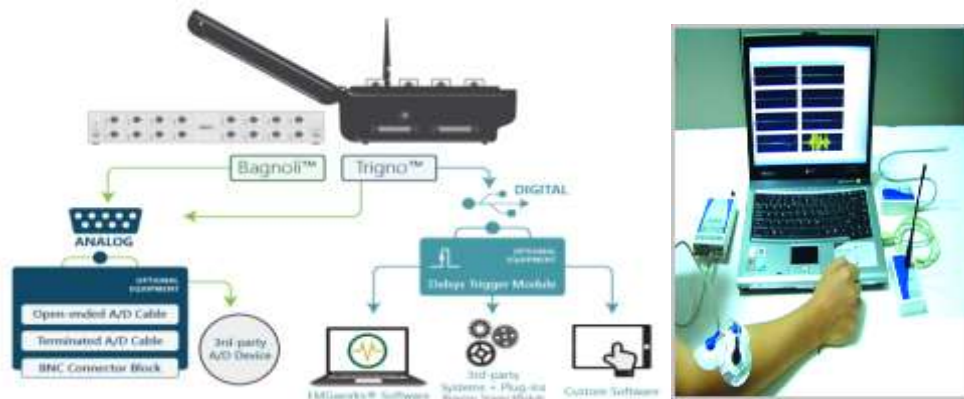 Bagnoli™
Trigno™
DIGITAL
ANALOG
OPTIONAL
EQUIPMENT
Open-ended A/D Cable
Terminated A/D Cable
BNC Connector Block
3rd-party
A/D Device
OPTIONAL
EQUIPMENT
Delsys Trigger Module
EMGworks® Software
3rd-party
Systems + Plug-ins
Custom Software